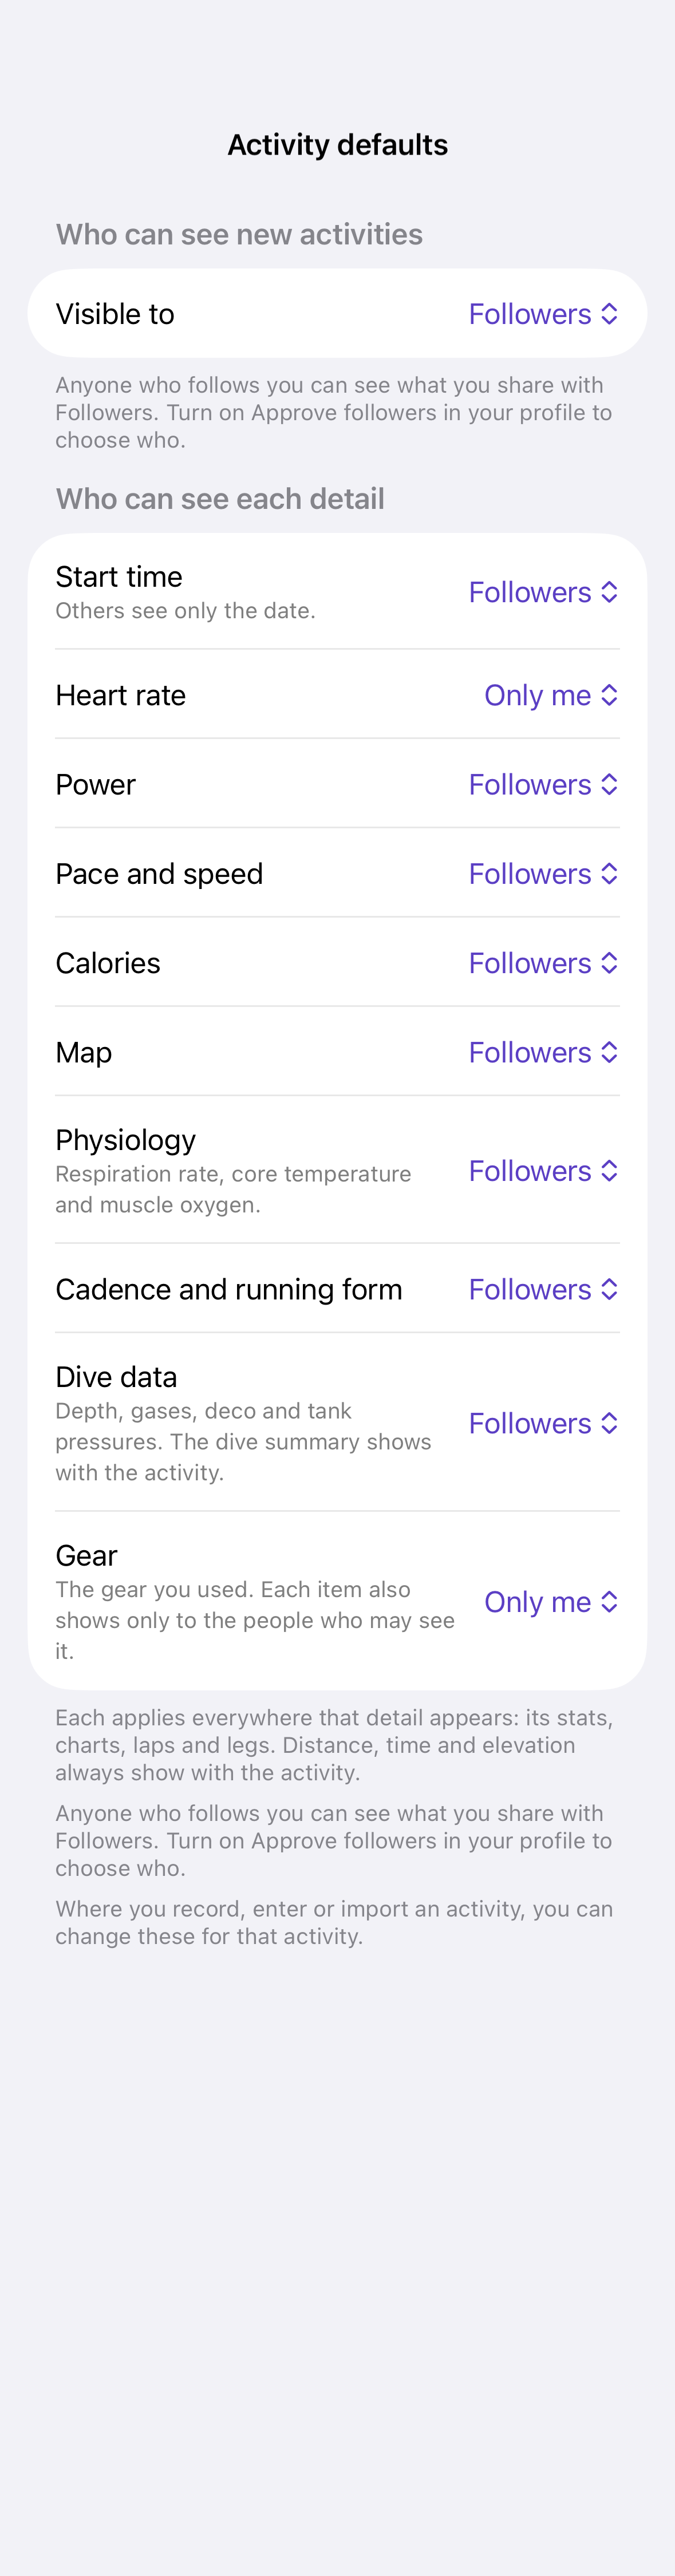 Activity defaults
Who can see new activities
Visible to
Followers
Anyone who follows you can see what you share with
Followers. Turn on Approve followers in your profile to
choose who.
Who can see each detail
Start time
Others see only the date.
Followers
Heart rate
Only me
Power
Followers
Pace and speed
Followers
Calories
Followers
Map
Followers
Physiology
Respiration rate, core temperature
and muscle oxygen.
Followers
Cadence and running form
Followers
Dive data
Depth, gases, deco and tank
pressures. The dive summary shows
with the activity.
Followers
Gear
The gear you used. Each item also
shows only to the people who may see
it.
Only me
Each applies everywhere that detail appears: its stats,
charts, laps and legs. Distance, time and elevation
always show with the activity.
Anyone who follows you can see what you share with
Followers. Turn on Approve followers in your profile to
choose who.
Where you record, enter or import an activity, you can
change these for that activity.